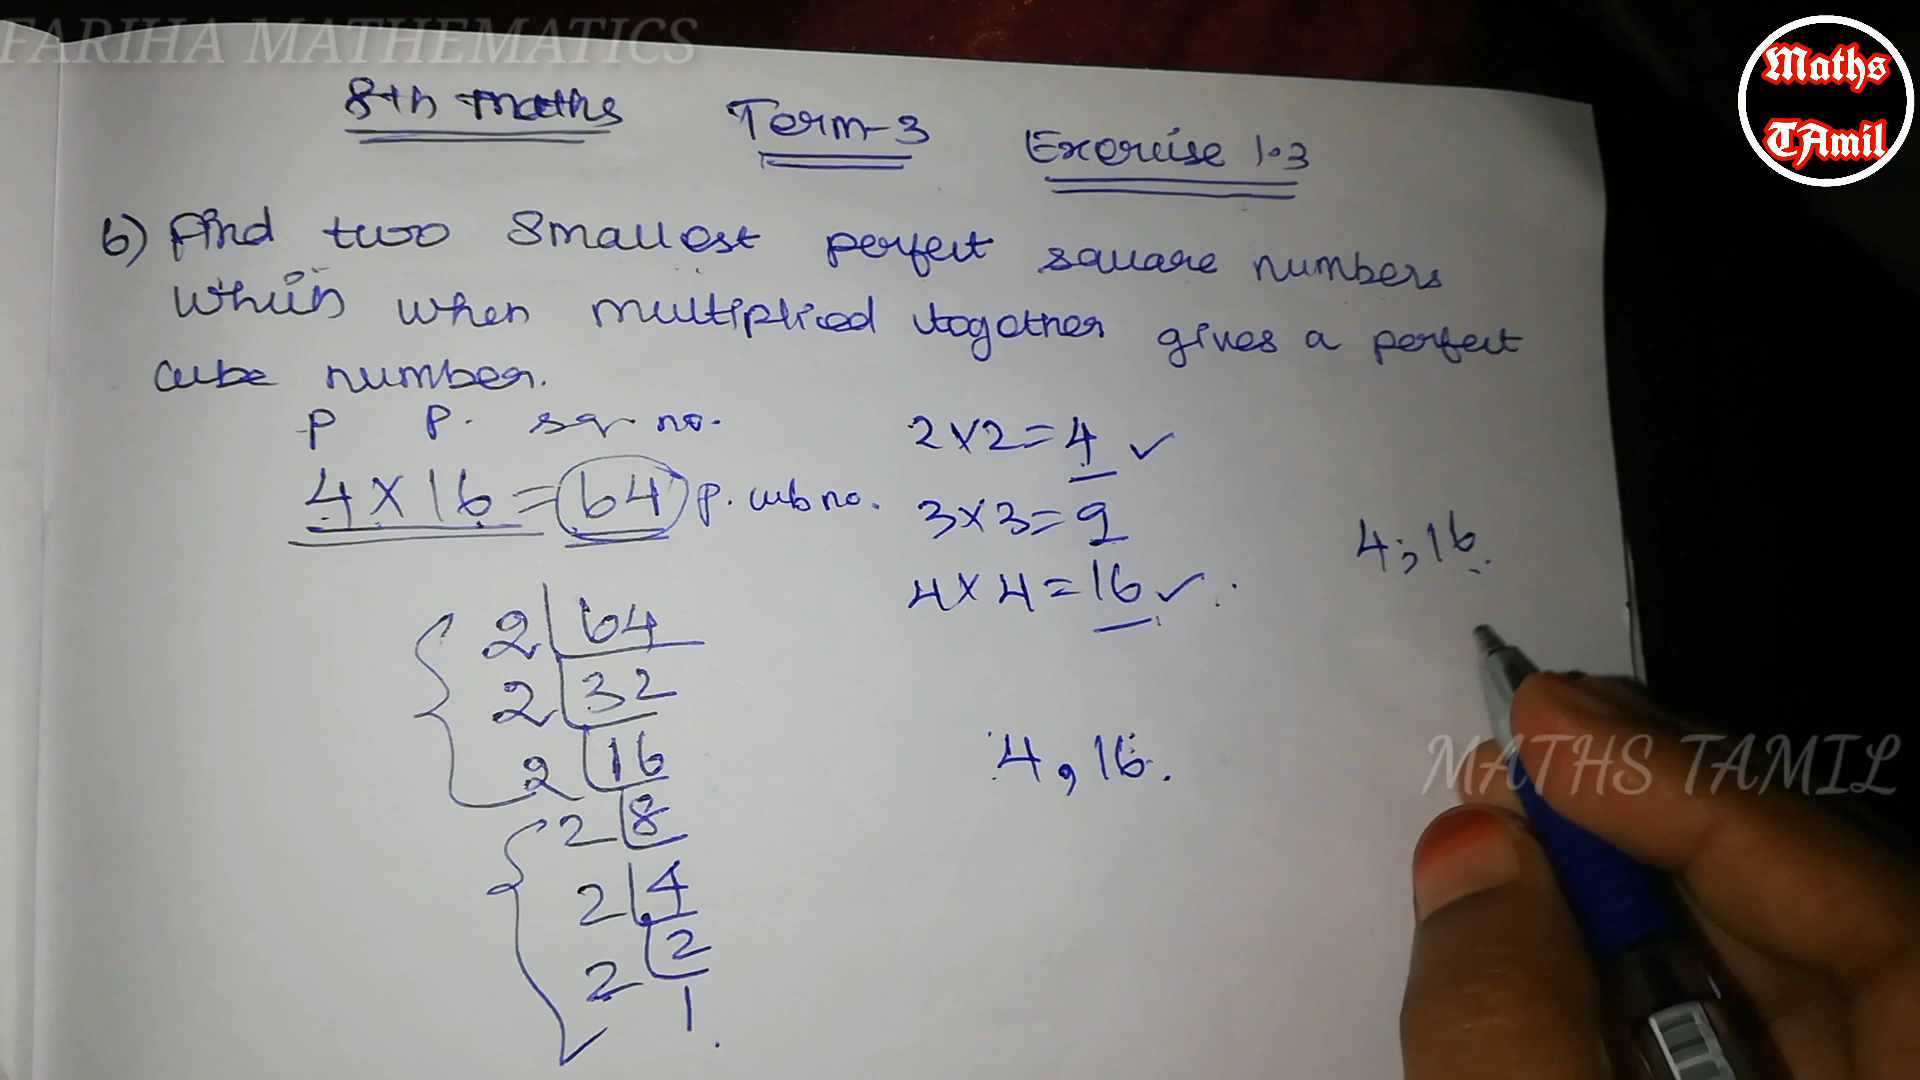 FARIHA MATHEMATICS
Maths
TAmil
8th maths Term-3 Exercise 1.3
6) Find two smallest perfect square numbers
which when multiplied together gives a perfect
cube number.
P P. sq. no.
4 × 16 = 64 p. cub no.
2×2=4 ✓
3×3=9
4×4=16 ✓
4, 16.
2 64
2 32
2 16
2 8
2 4
2 2
1
4, 16.
MATHS TAMIL